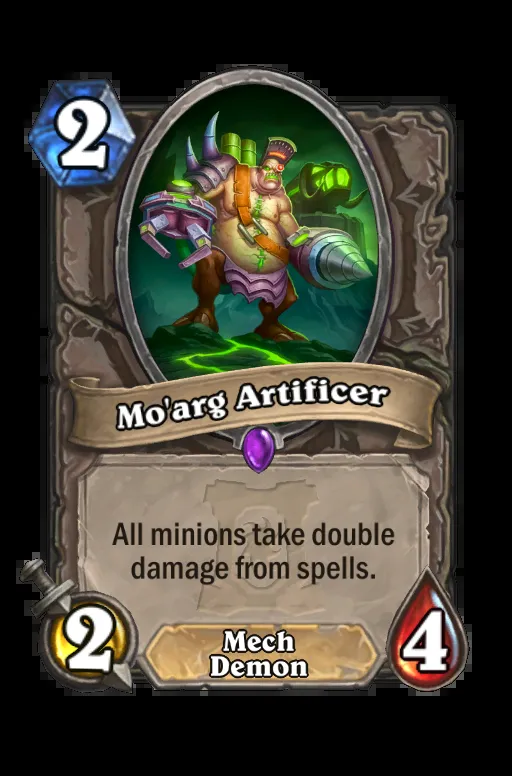 2
Mo'arg Artificer
All minions take double
damage from spells.
2
Mech
Demon
4